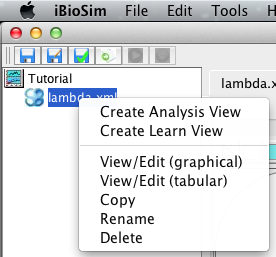 iBioSim File Edit Tools
Tutorial
lambda.xml
lambda.x
Create Analysis View
Create Learn View
View/Edit (graphical)
View/Edit (tabular)
Copy
Rename
Delete